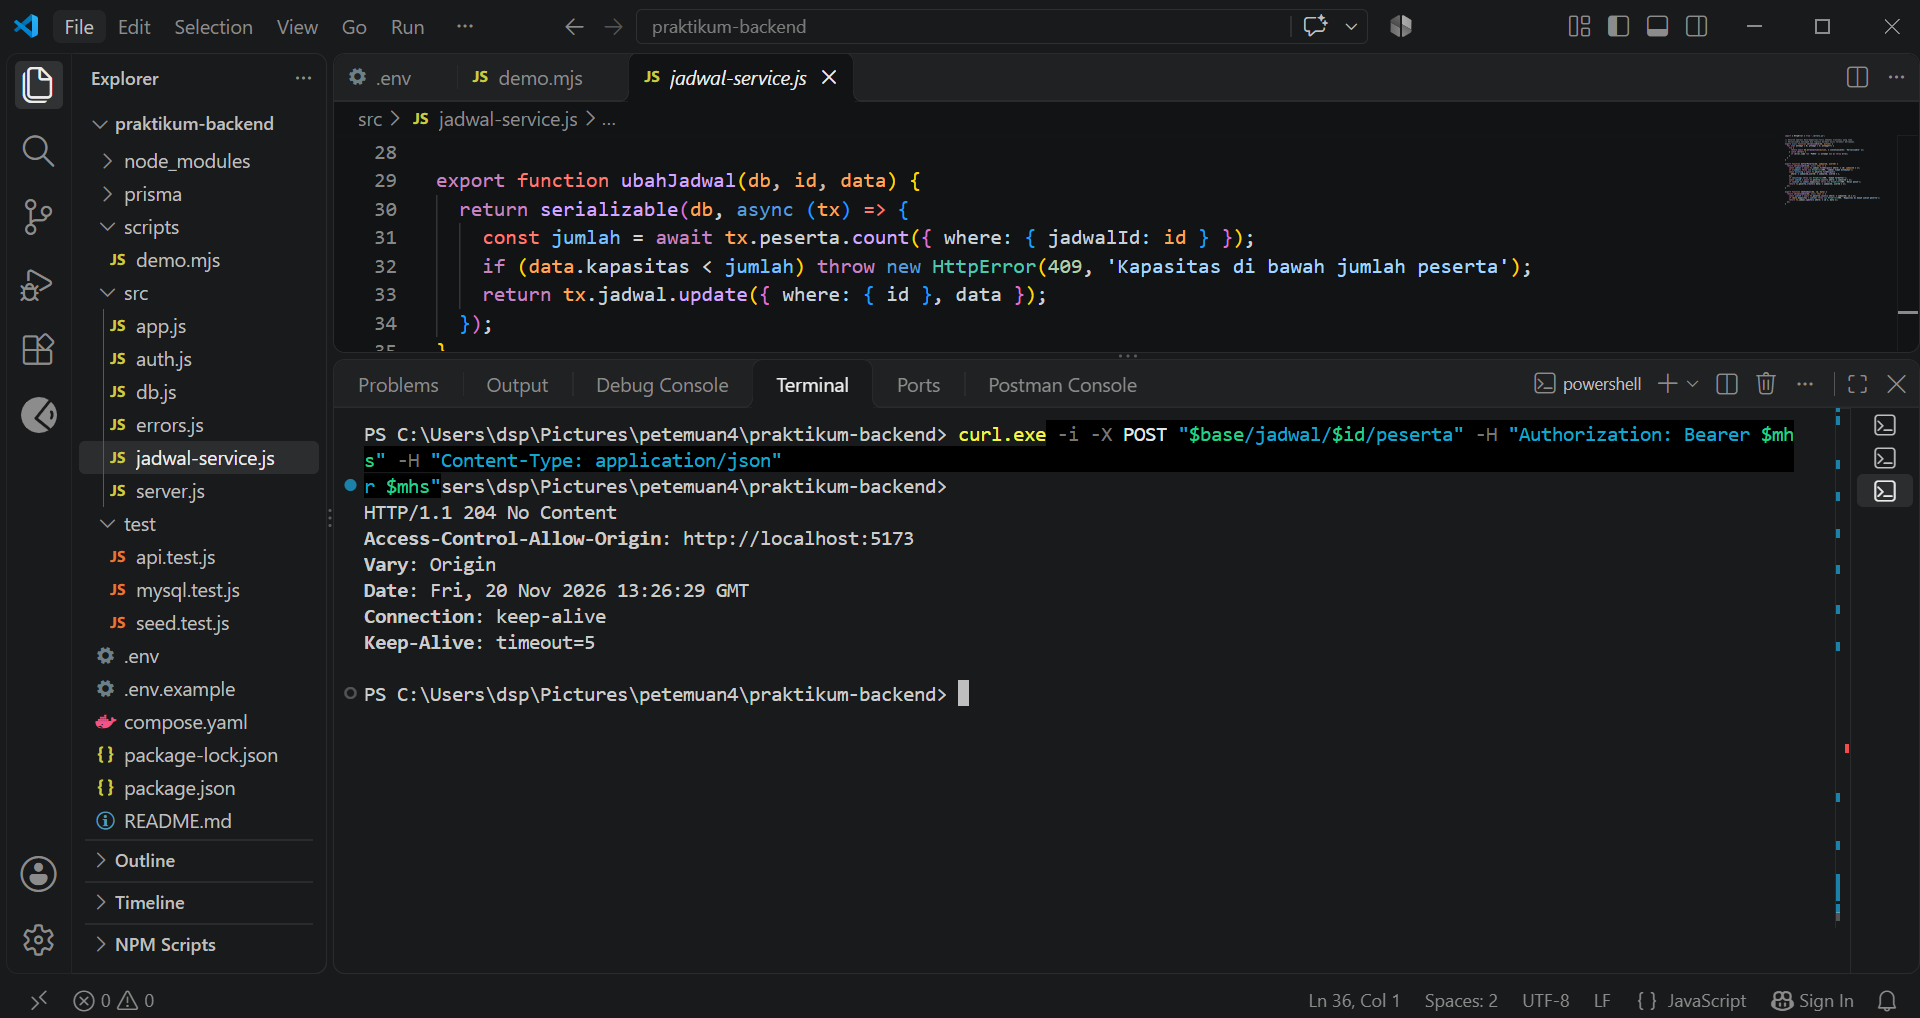 File Edit Selection View Go Run ...
praktikum-backend
Explorer ...
praktikum-backend
node_modules
prisma
scripts
JS demo.mjs
src
JS app.js
JS auth.js
JS db.js
JS errors.js
JS jadwal-service.js
JS server.js
test
JS api.test.js
JS mysql.test.js
JS seed.test.js
.env
.env.example
compose.yaml
{} package-lock.json
{} package.json
README.md
Outline
Timeline
NPM Scripts
.env
JS demo.mjs
JS jadwal-service.js
src > JS jadwal-service.js > ...
28
29 export function ubahJadwal(db, id, data) {
30 return serializable(db, async (tx) => {
31 const jumlah = await tx.peserta.count({ where: { jadwalId: id } });
32 if (data.kapasitas < jumlah) throw new HttpError(409, 'Kapasitas di bawah jumlah peserta');
33 return tx.jadwal.update({ where: { id }, data });
34 });
35 }
Problems Output Debug Console Terminal Ports Postman Console
powershell
PS C:\Users\dsp\Pictures\petemuan4\praktikum-backend> curl.exe -i -X POST "$base/jadwal/$id/peserta" -H "Authorization: Bearer $mh
s" -H "Content-Type: application/json"
r $mhs"sers\dsp\Pictures\petemuan4\praktikum-backend>
HTTP/1.1 204 No Content
Access-Control-Allow-Origin: http://localhost:5173
Vary: Origin
Date: Fri, 20 Nov 2026 13:26:29 GMT
Connection: keep-alive
Keep-Alive: timeout=5
PS C:\Users\dsp\Pictures\petemuan4\praktikum-backend>
0 0
Ln 36, Col 1 Spaces: 2 UTF-8 LF {} JavaScript Sign In